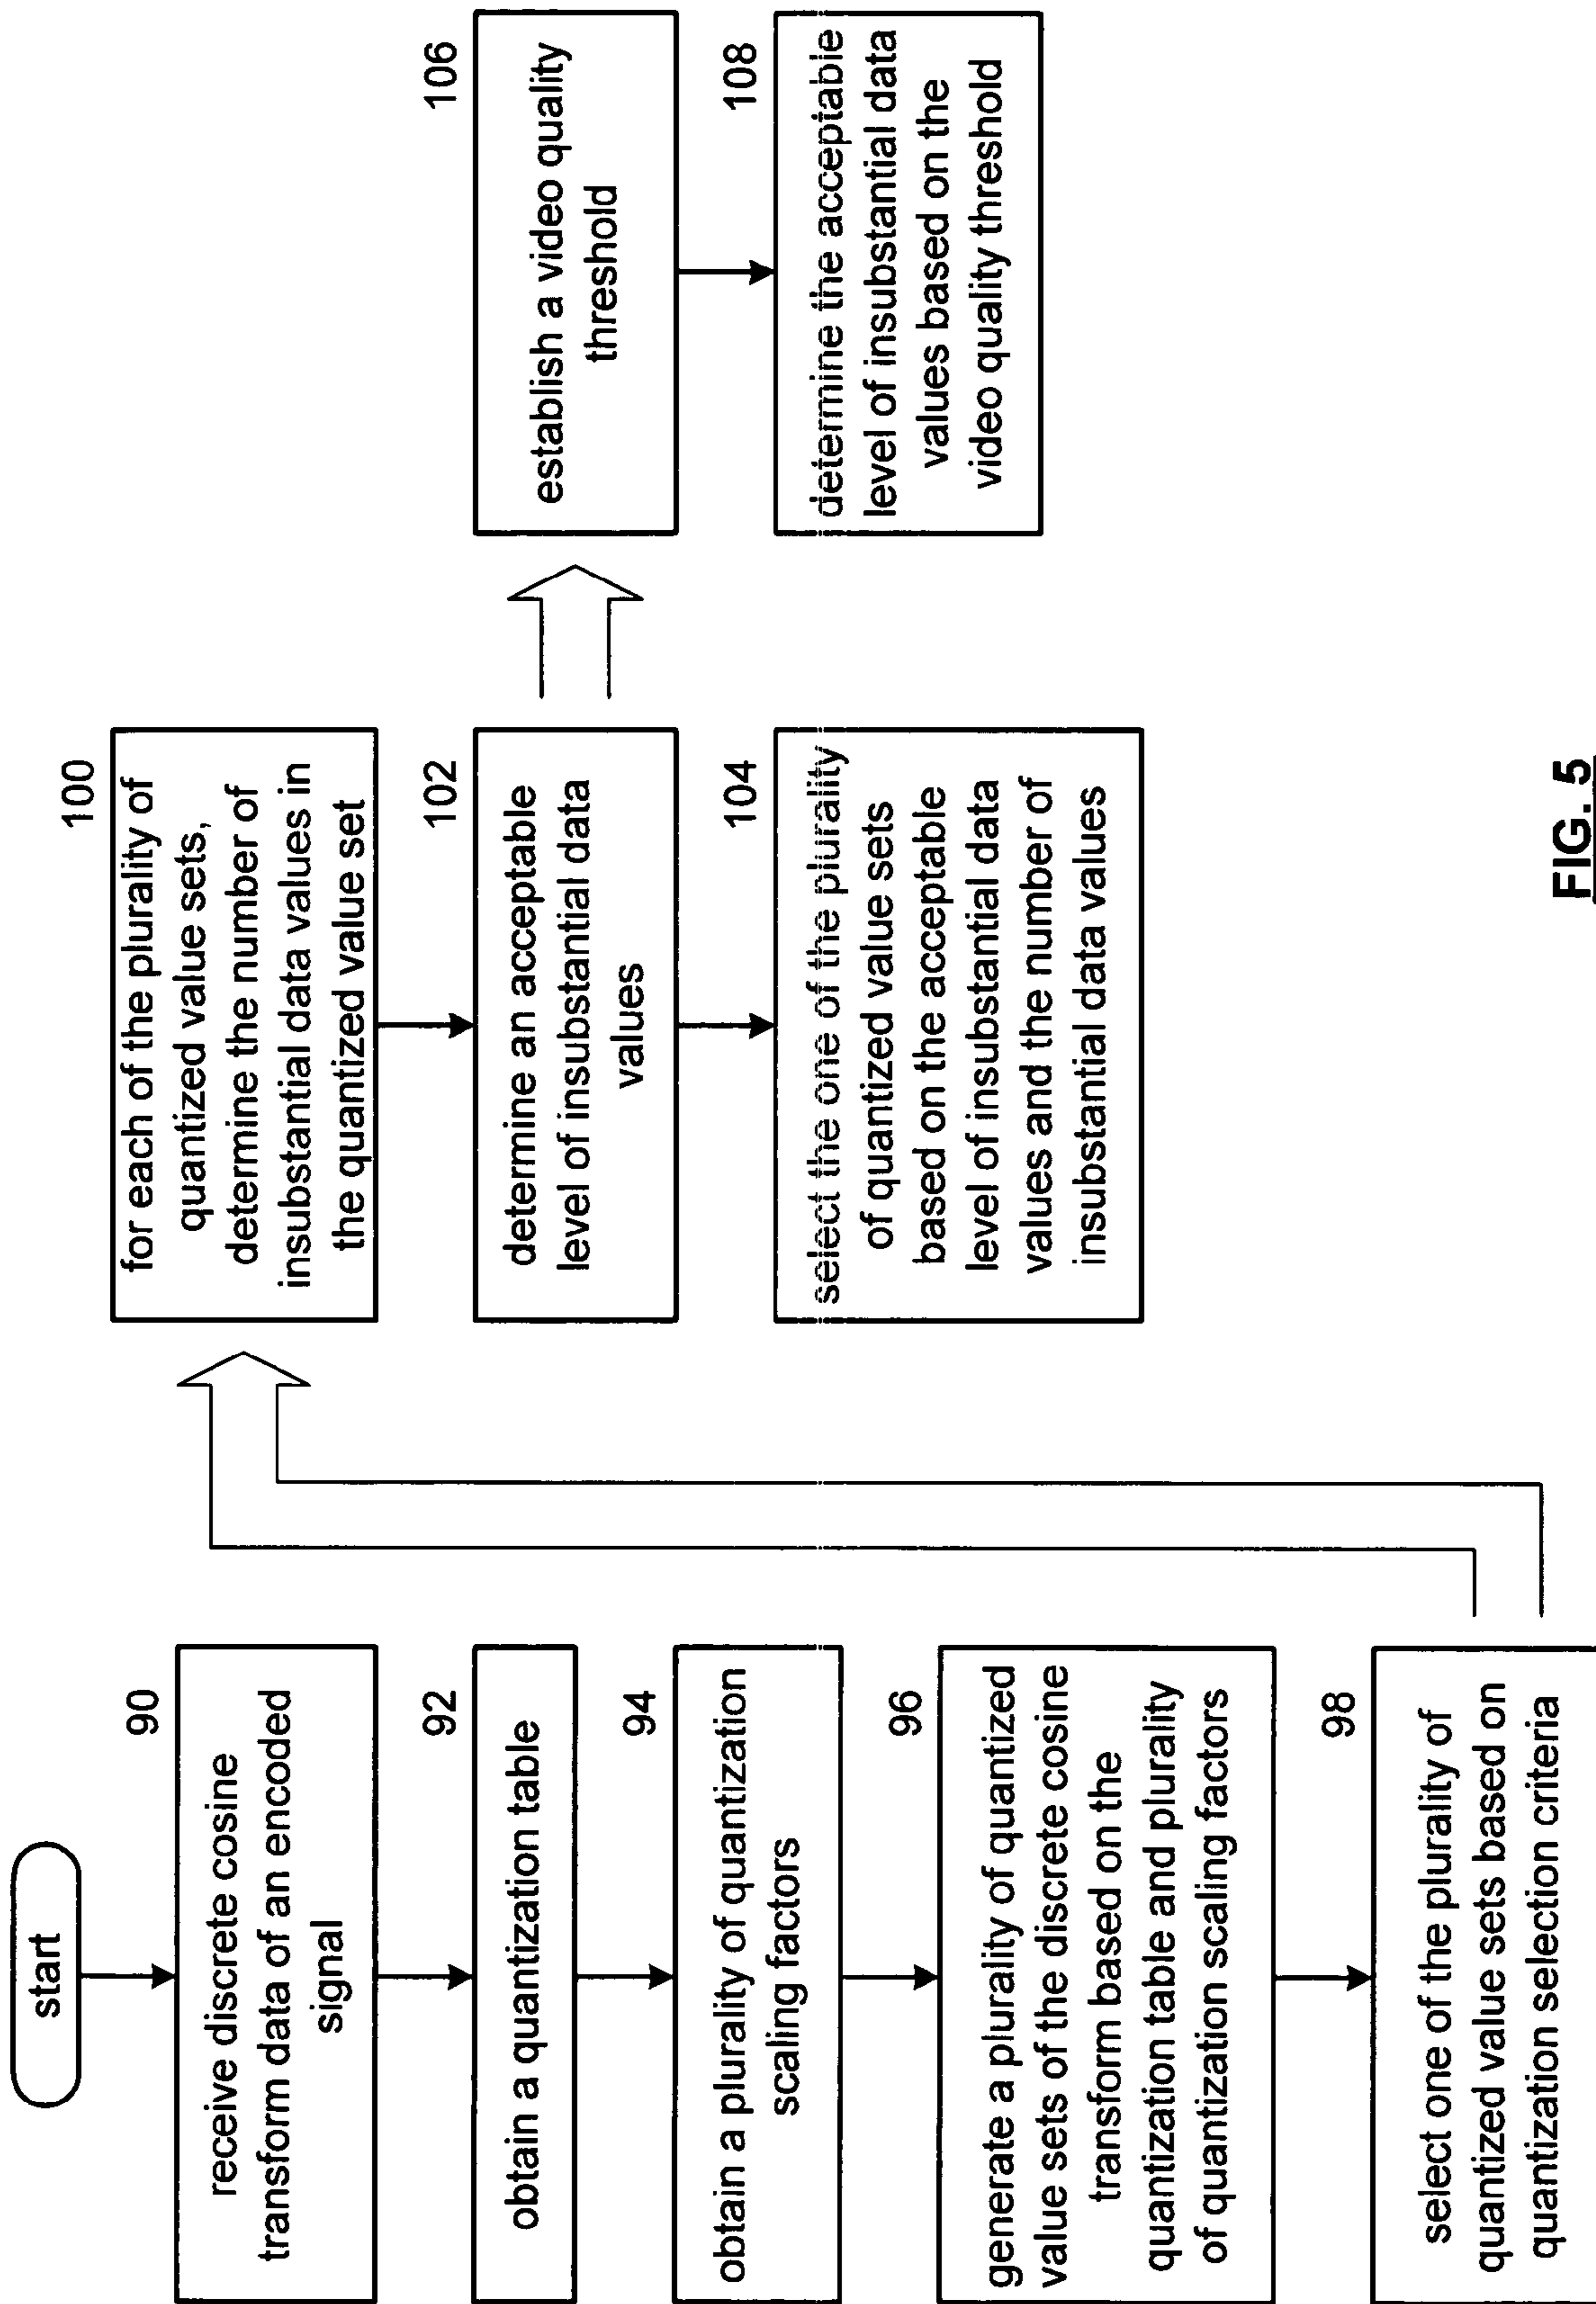 start
90
receive discrete cosine
transform data of an encoded
signal
92
obtain a quantization table
94
obtain a plurality of quantization
scaling factors
96
generate a plurality of quantized
value sets of the discrete cosine
transform based on the
quantization table and plurality
of quantization scaling factors
98
select one of the plurality of
quantized value sets based on
quantization selection criteria
100
for each of the plurality of
quantized value sets,
determine the number of
insubstantial data values in
the quantized value set
102
determine an acceptable
level of insubstantial data
values
104
select the one of the plurality
of quantized value sets
based on the acceptable
level of insubstantial data
values and the number of
insubstantial data values
106
establish a video quality
threshold
108
determine the acceptable
level of insubstantial data
values based on the
video quality threshold
FIG. 5